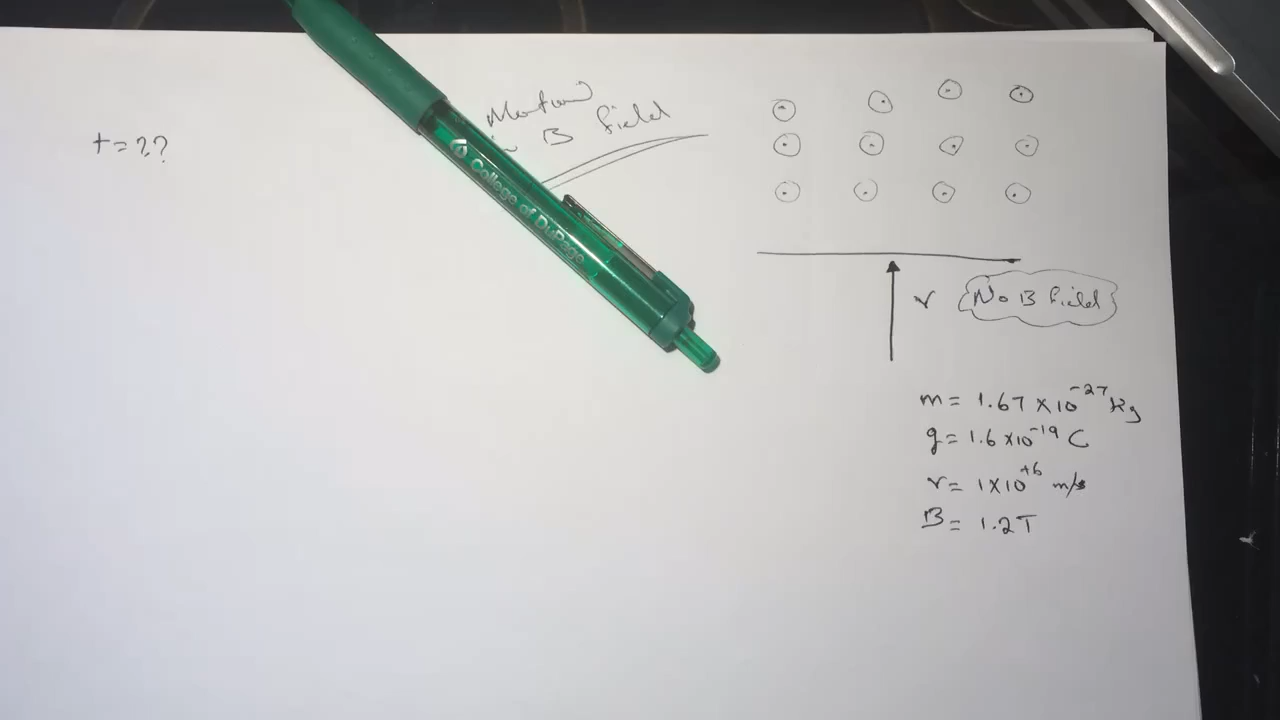 t = ??
Motion
in B field
College of DuPage
v
No B field
m = 1.67 × 10⁻²⁷ Kg
q = 1.6 × 10⁻¹⁹ C
v = 1 × 10⁺⁶ m/s
B = 1.2 T